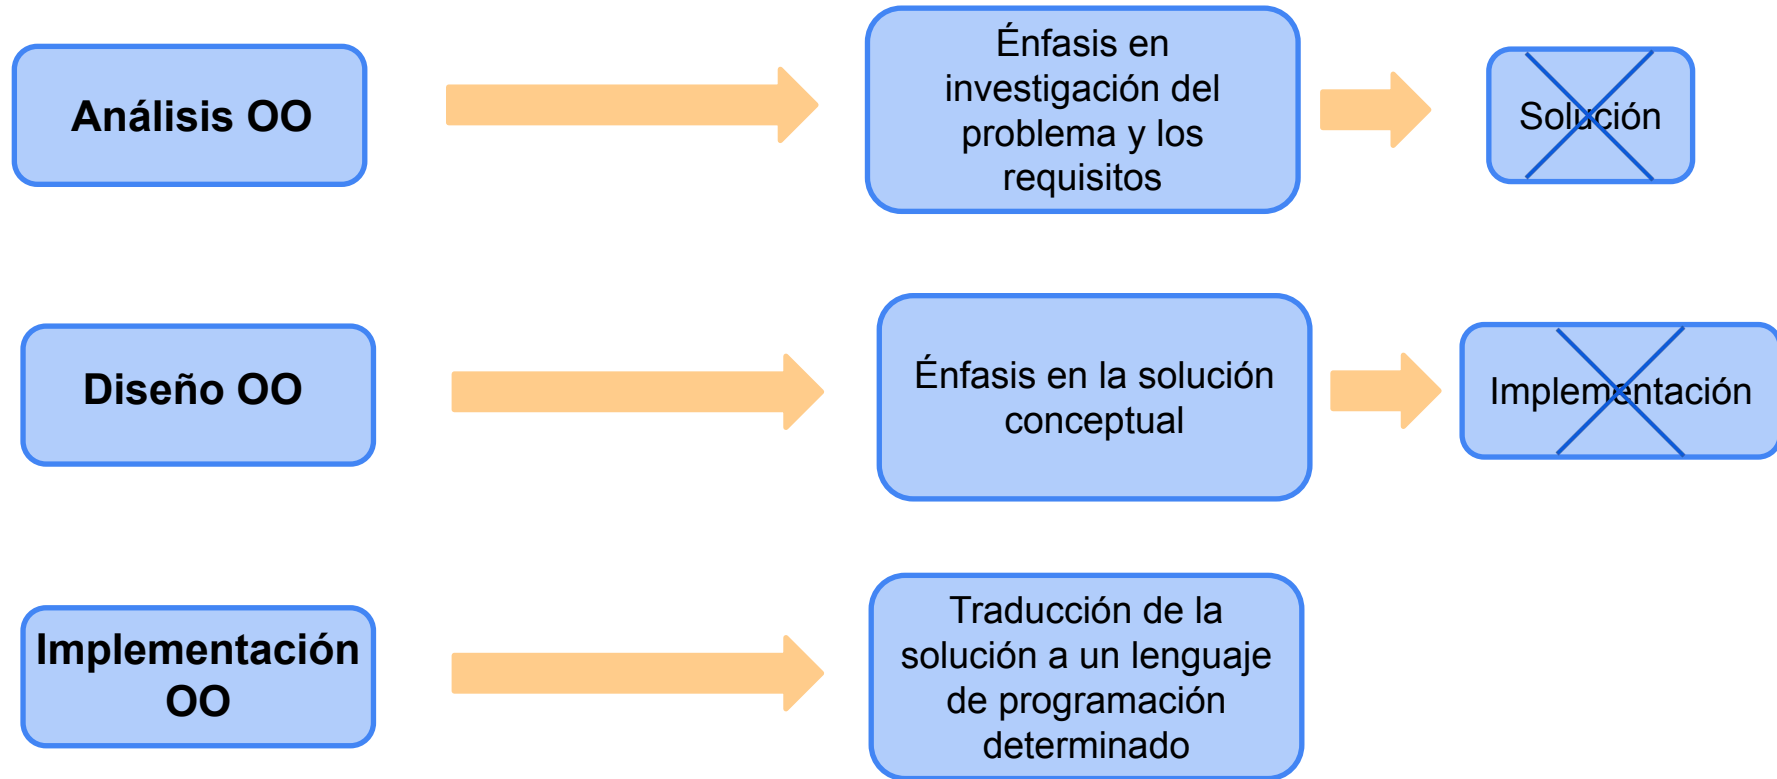 Análisis OO
Énfasis en
investigación del
problema y los
requisitos
Solución
Diseño OO
Énfasis en la solución
conceptual
Implementación
Implementación
OO
Traducción de la
solución a un lenguaje
de programación
determinado